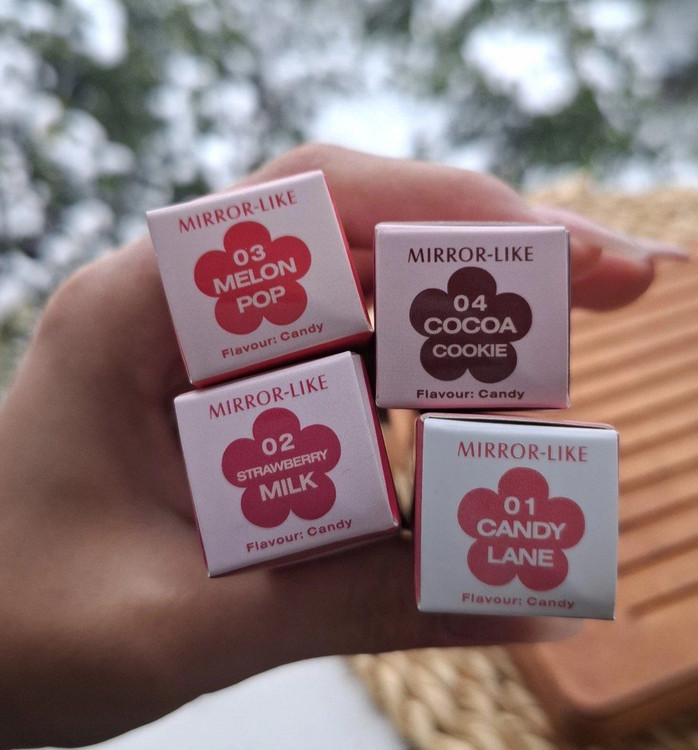 MIRROR-LIKE
03
MELON
POP
Flavour: Candy
MIRROR-LIKE
04
COCOA
COOKIE
Flavour: Candy
MIRROR-LIKE
02
STRAWBERRY
MILK
Flavour: Candy
MIRROR-LIKE
01
CANDY
LANE
Flavour: Candy